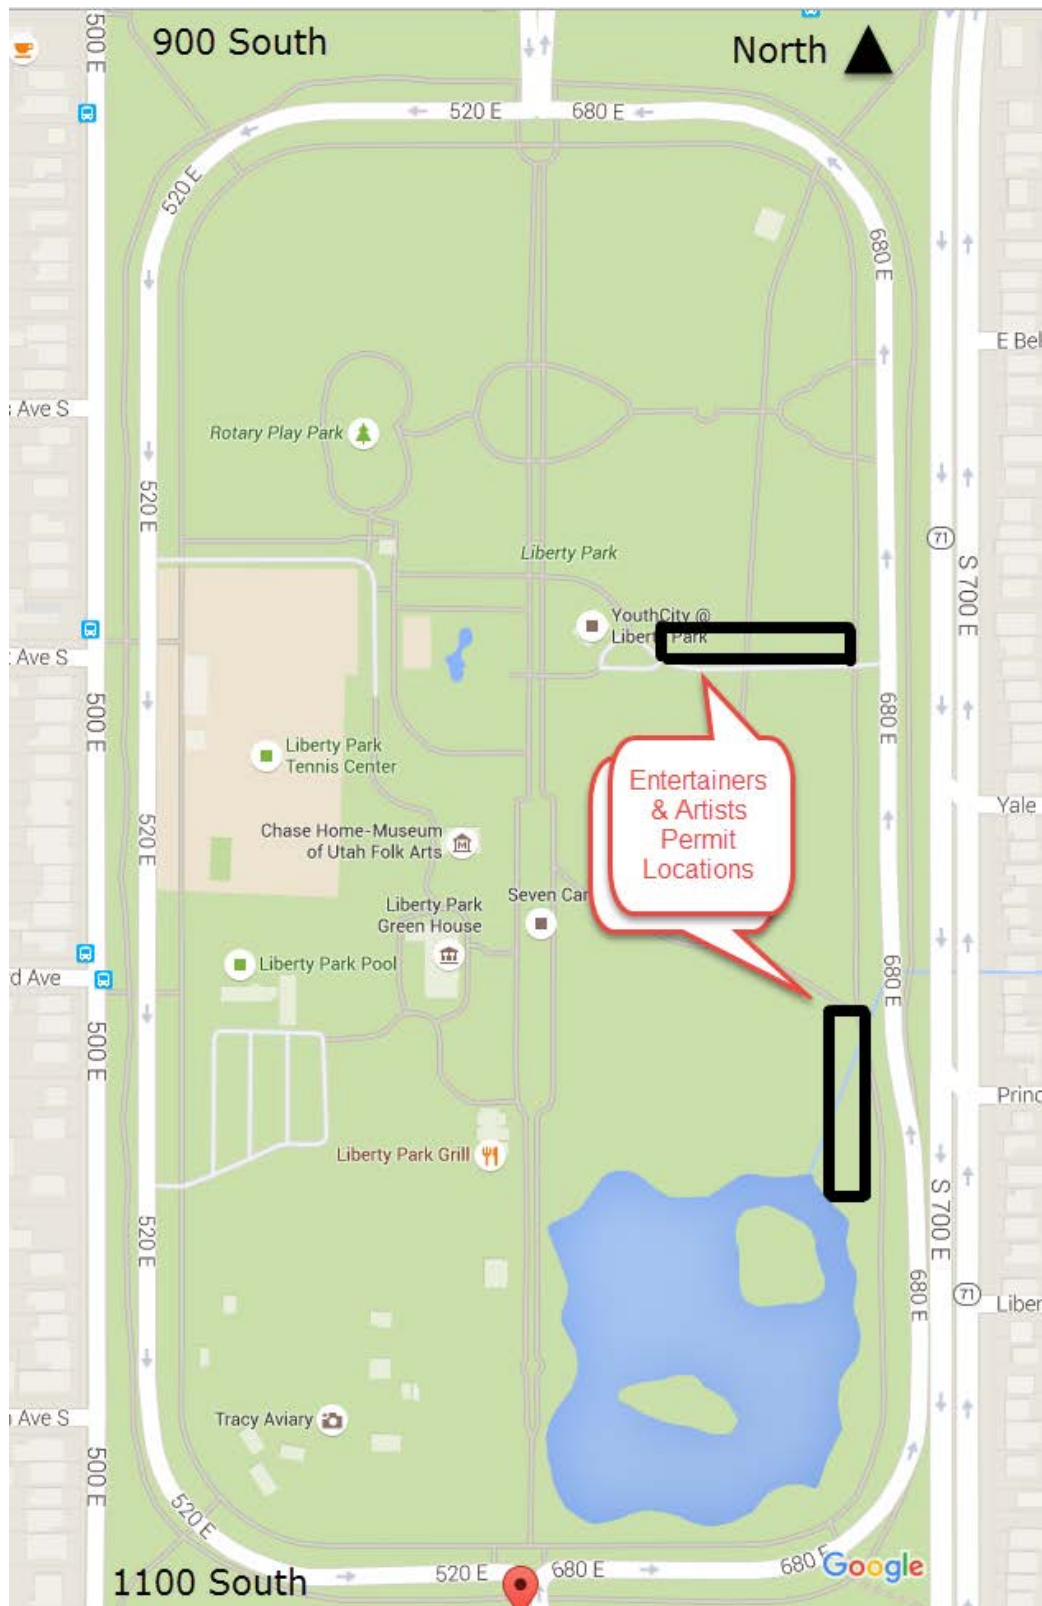 900 South
North
500 E
520 E
680 E
520 E
680 E
E Bel
Ave S
Rotary Play Park
520 E
71
S 700 E
Liberty Park
YouthCity @
Liberty Park
Ave S
500 E
680 E
Liberty Park
Tennis Center
Entertainers
& Artists
Permit
Locations
Yale
520 E
Chase Home-Museum
of Utah Folk Arts
Liberty Park
Green House
Seven Can
Liberty Park Pool
d Ave
680 E
500 E
Princ
Liberty Park Grill
S 700 E
520 E
680 E
71
Liber
Tracy Aviary
Ave S
500 E
520 E
1100 South
520 E
680 E
680 E
Google